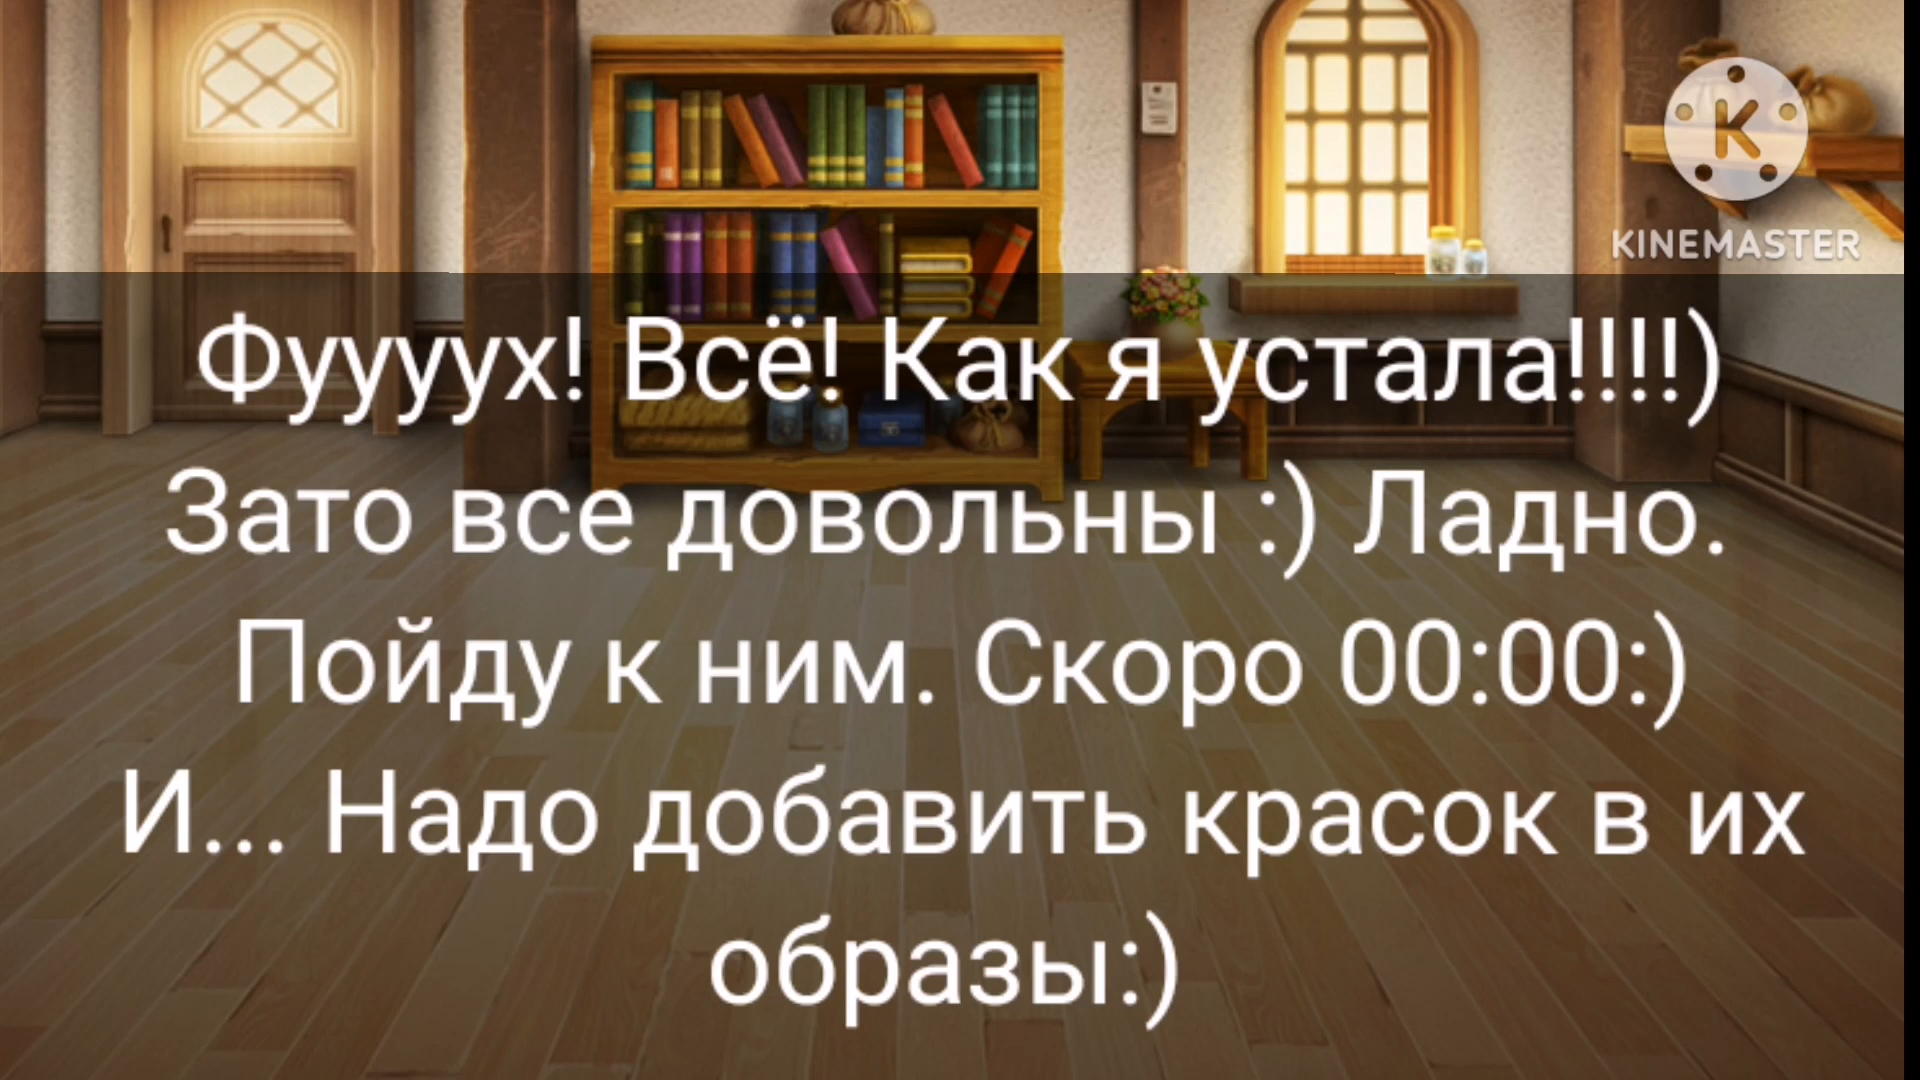 KINEMASTER
Фуууух! Всё! Как я устала!!!!)
Зато все довольны :) Ладно.
Пойду к ним. Скоро 00:00:)
И... Надо добавить красок в их
образы:)